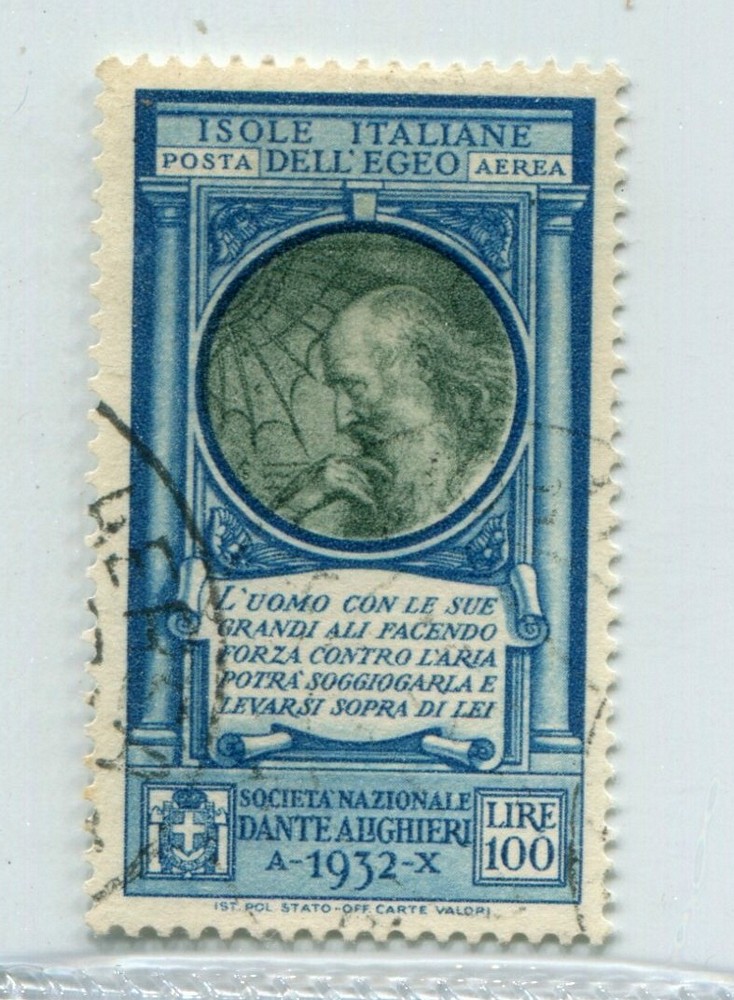 ISOLE ITALIANE
POSTA DELL'EGEO AEREA
L'UOMO CON LE SUE
GRANDI ALI FACENDO
FORZA CONTRO L'ARIA
POTRÀ SOGGIOGARLA E
LEVARSI SOPRA DI LEI
SOCIETÀ NAZIONALE
DANTE ALIGHIERI
A-1932-X
LIRE
100
IST. POL. STATO-OFF. CARTE VALORI